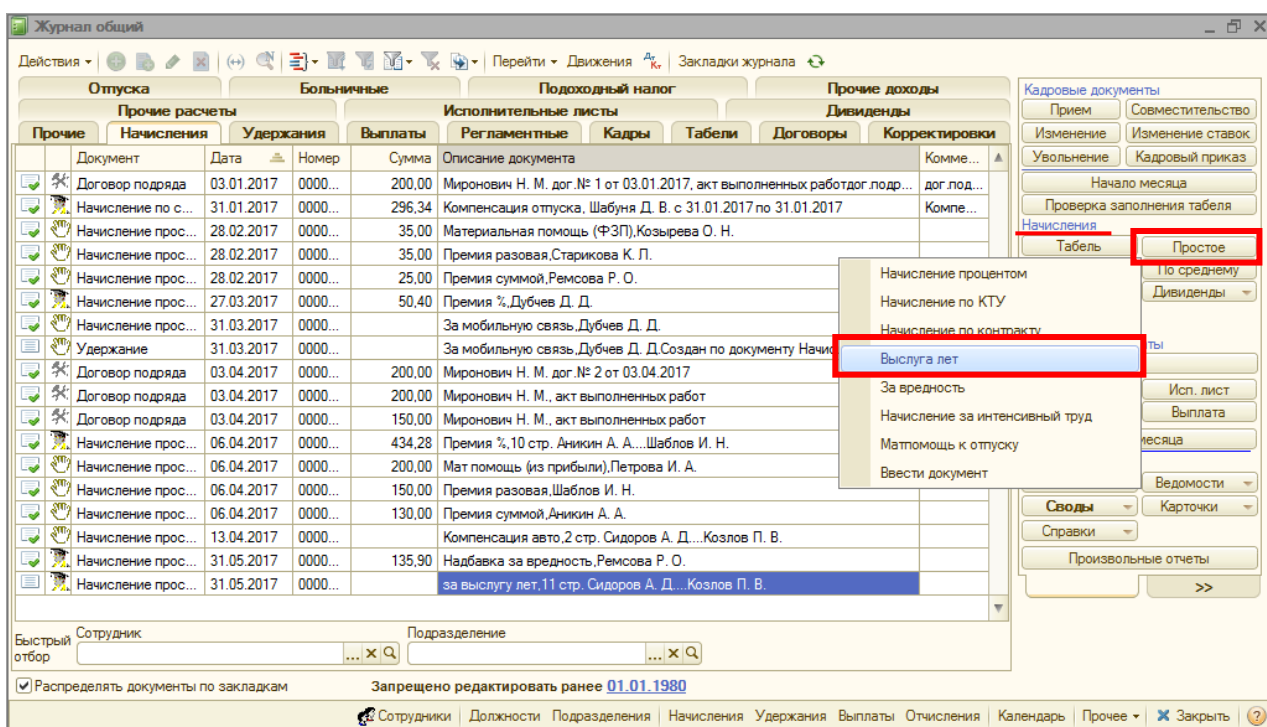 Журнал общий
Действия Перейти Движения Дт Кт Закладки журнала
Отпуска Больничные Подоходный налог Прочие доходы
Прочие расчеты Исполнительные листы Дивиденды
Прочие Начисления Удержания Выплаты Регламентные Кадры Табели Договоры Корректировки
Документ Дата Номер Сумма Описание документа Комме...
Договор подряда 03.01.2017 0000... 200,00 Миронович Н. М. дог.№ 1 от 03.01.2017, акт выполненных работдог.подр... дог.под...
Начисление по с... 31.01.2017 0000... 296,34 Компенсация отпуска, Шабуня Д. В. с 31.01.2017 по 31.01.2017 Компе...
Начисление прос... 28.02.2017 0000... 35,00 Материальная помощь (ФЗП),Козырева О. Н.
Начисление прос... 28.02.2017 0000... 35,00 Премия разовая,Старикова К. Л.
Начисление прос... 28.02.2017 0000... 25,00 Премия суммой,Ремсова Р. О.
Начисление прос... 27.03.2017 0000... 50,40 Премия %,Дубчев Д. Д.
Начисление прос... 31.03.2017 0000... За мобильную связь,Дубчев Д. Д.
Удержание 31.03.2017 0000... За мобильную связь,Дубчев Д. Д.Создан по документу Начис
Договор подряда 03.04.2017 0000... 200,00 Миронович Н. М. дог.№ 2 от 03.04.2017
Договор подряда 03.04.2017 0000... 200,00 Миронович Н. М., акт выполненных работ
Договор подряда 03.04.2017 0000... 150,00 Миронович Н. М., акт выполненных работ
Начисление прос... 06.04.2017 0000... 434,28 Премия %,10 стр. Аникин А. А....Шаблов И. Н.
Начисление прос... 06.04.2017 0000... 200,00 Мат помощь (из прибыли),Петрова И. А.
Начисление прос... 06.04.2017 0000... 150,00 Премия разовая,Шаблов И. Н.
Начисление прос... 06.04.2017 0000... 130,00 Премия суммой,Аникин А. А.
Начисление прос... 13.04.2017 0000... Компенсация авто,2 стр. Сидоров А. Д....Козлов П. В.
Начисление прос... 31.05.2017 0000... 135,90 Надбавка за вредность,Ремсова Р. О.
Начисление прос... 31.05.2017 0000... за выслугу лет,11 стр. Сидоров А. Д....Козлов П. В.
Начисление процентом
Начисление по КТУ
Начисление по контракту
Выслуга лет
За вредность
Начисление за интенсивный труд
Матпомощь к отпуску
Ввести документ
Кадровые документы
Прием Совместительство
Изменение Изменение ставок
Увольнение Кадровый приказ
Начало месяца
Проверка заполнения табеля
Начисления
Табель Простое
По среднему
Дивиденды
ты
Исп. лист
Выплата
месяца
Ведомости
Своды Карточки
Справки
Произвольные отчеты
>>
Быстрый отбор Сотрудник ... Подразделение ...
Распределять документы по закладкам Запрещено редактировать ранее 01.01.1980
Сотрудники Должности Подразделения Начисления Удержания Выплаты Отчисления Календарь Прочее Закрыть ?